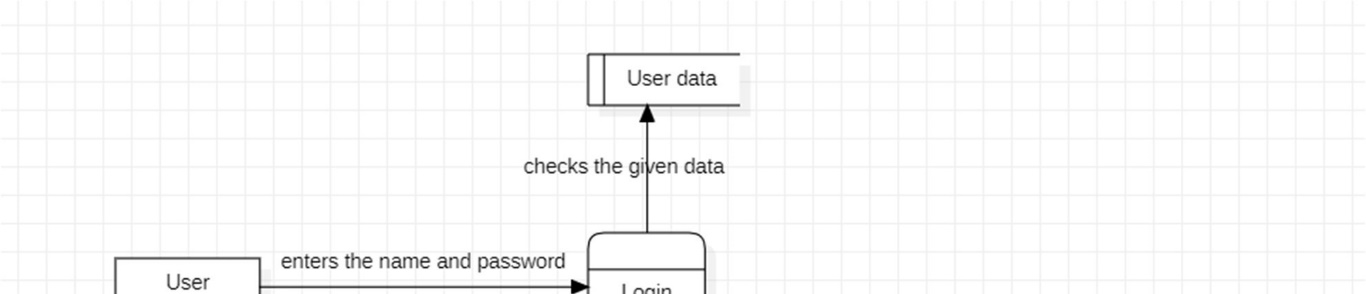 User data
checks the given data
enters the name and password
User
Login